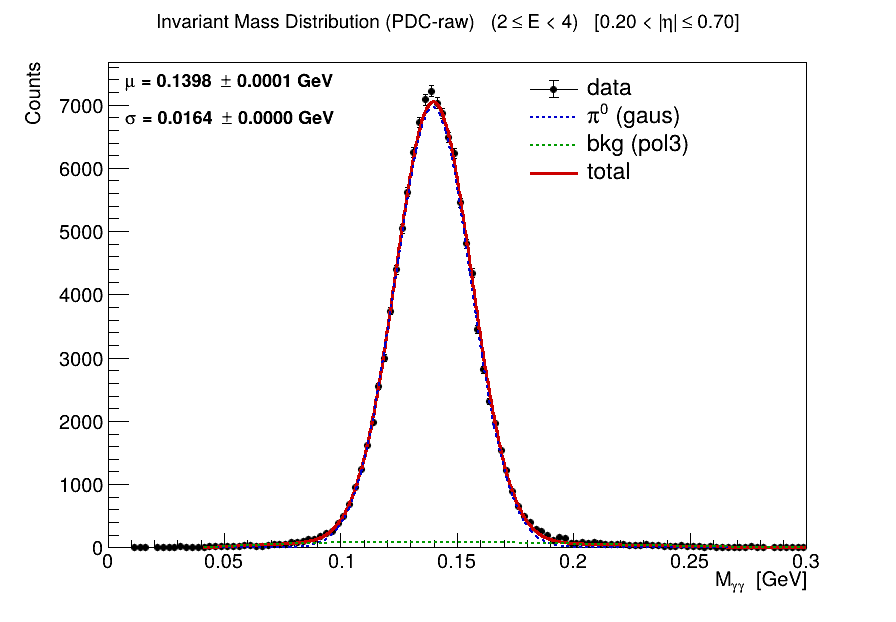 Invariant Mass Distribution (PDC-raw) (2 ≤ E < 4) [0.20 < |η| ≤ 0.70]
Counts
μ = 0.1398 ± 0.0001 GeV
σ = 0.0164 ± 0.0000 GeV
data
π⁰ (gaus)
bkg (pol3)
total
7000
6000
5000
4000
3000
2000
1000
0
0 0.05 0.1 0.15 0.2 0.25 0.3
Mγγ [GeV]